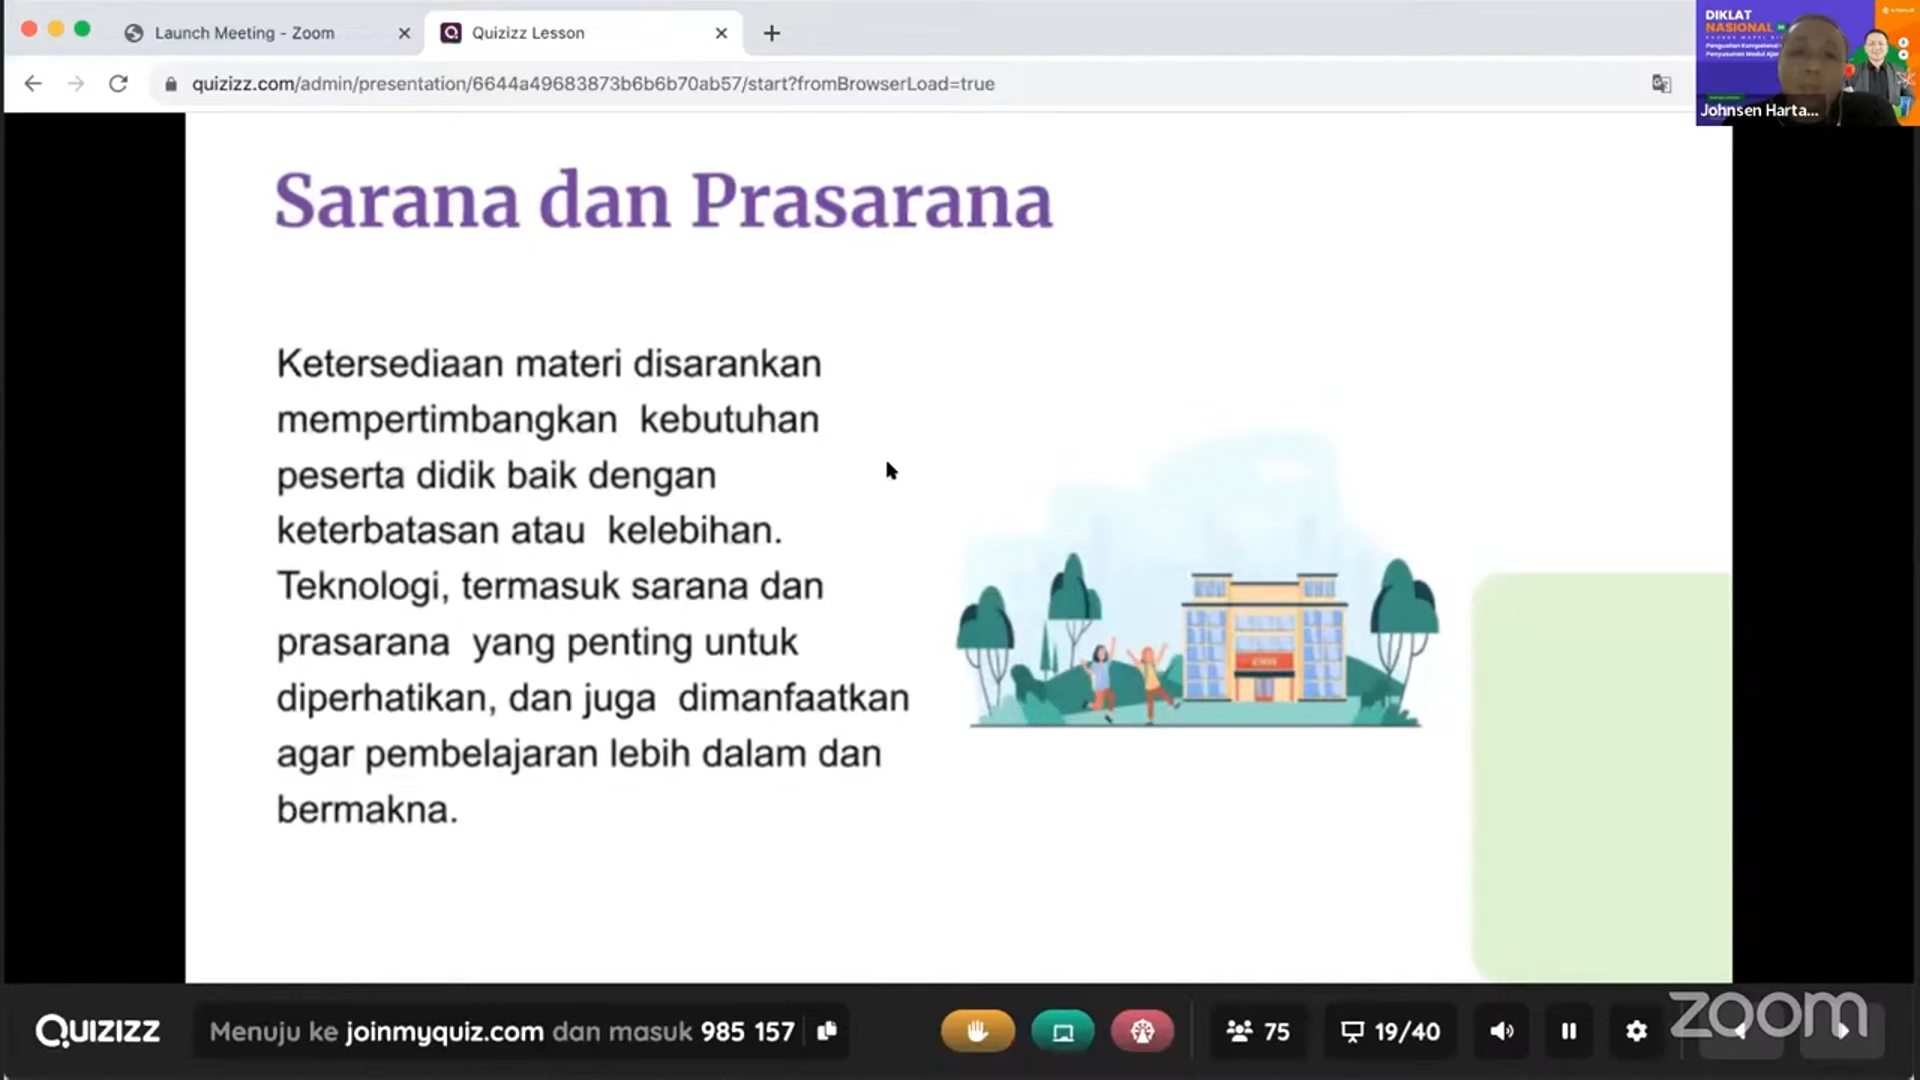 Launch Meeting - Zoom
Quizizz Lesson
quizizz.com/admin/presentation/6644a49683873b6b6b70ab57/start?fromBrowserLoad=true
DIKLAT
NASIONAL
Johnsen Harta...
Sarana dan Prasarana
Ketersediaan materi disarankan
mempertimbangkan kebutuhan
peserta didik baik dengan
keterbatasan atau kelebihan.
Teknologi, termasuk sarana dan
prasarana yang penting untuk
diperhatikan, dan juga dimanfaatkan
agar pembelajaran lebih dalam dan
bermakna.
QUIZIZZ
Menuju ke joinmyquiz.com dan masuk 985 157
75
19/40
zoom